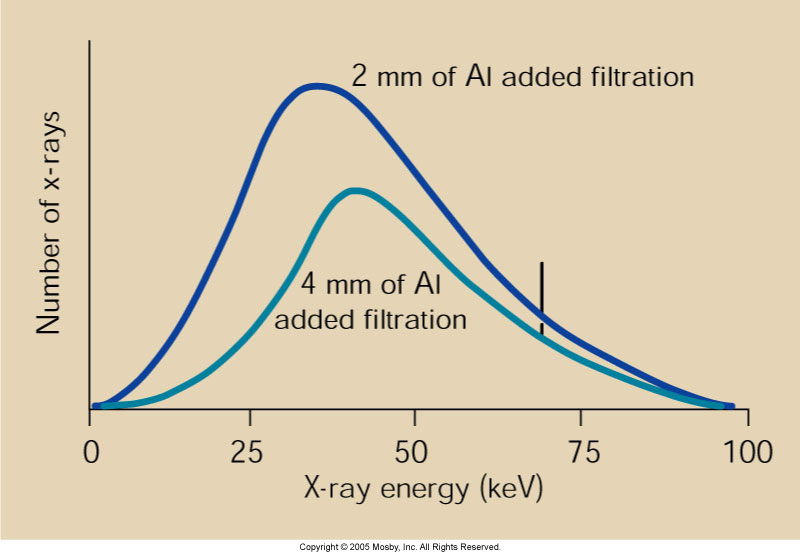 2 mm of Al added filtration
4 mm of Al
added filtration
Number of x-rays
0 25 50 75 100
X-ray energy (keV)
Copyright © 2005 Mosby, Inc. All Rights Reserved.